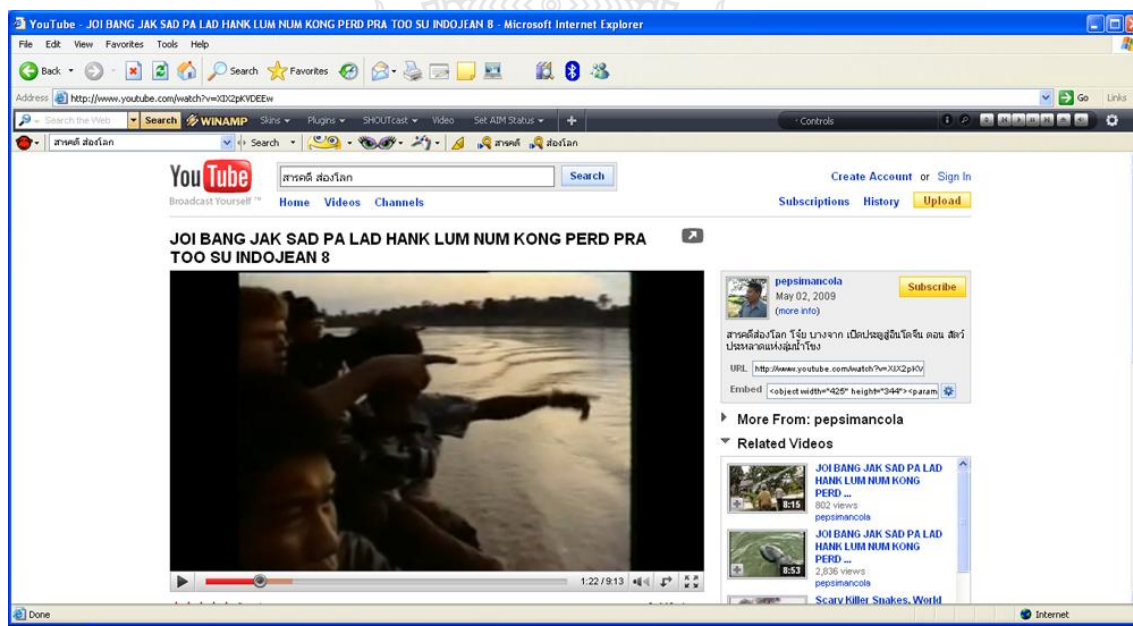 YouTube - JOI BANG JAK SAD PA LAD HANK LUM NUM KONG PERD PRA TOO SU INDOJEAN 8 - Microsoft Internet Explorer
File Edit View Favorites Tools Help
Back Search Favorites
Address http://www.youtube.com/watch?v=XIX2pKVDEEw Go Links
Search the Web Search WINAMP Skins Plugins SHOUTcast Video Set AIM Status Controls
สารคดี ส่องโลก Search สารคดี ส่องโลก
YouTube สารคดี ส่องโลก Search Create Account or Sign In
Broadcast Yourself ™ Home Videos Channels Subscriptions History Upload
JOI BANG JAK SAD PA LAD HANK LUM NUM KONG PERD PRA
TOO SU INDOJEAN 8
pepsimancola Subscribe
May 02, 2009
(more info)
สารคดีส่องโลก โจ๋ย บางจาก เปิดประตูสู่อินโดจีน ตอน สัตว์
ประหลาดแห่งลุ่มน้ำโขง
URL http://www.youtube.com/watch?v=XIX2pKV
Embed <object width="425" height="344"><param
More From: pepsimancola
Related Videos
JOI BANG JAK SAD PA LAD
HANK LUM NUM KONG
PERD ...
8:15
802 views
pepsimancola
JOI BANG JAK SAD PA LAD
HANK LUM NUM KONG
PERD ...
8:53
2,836 views
pepsimancola
Scary Killer Snakes, World
1:22 / 9:13
Done Internet